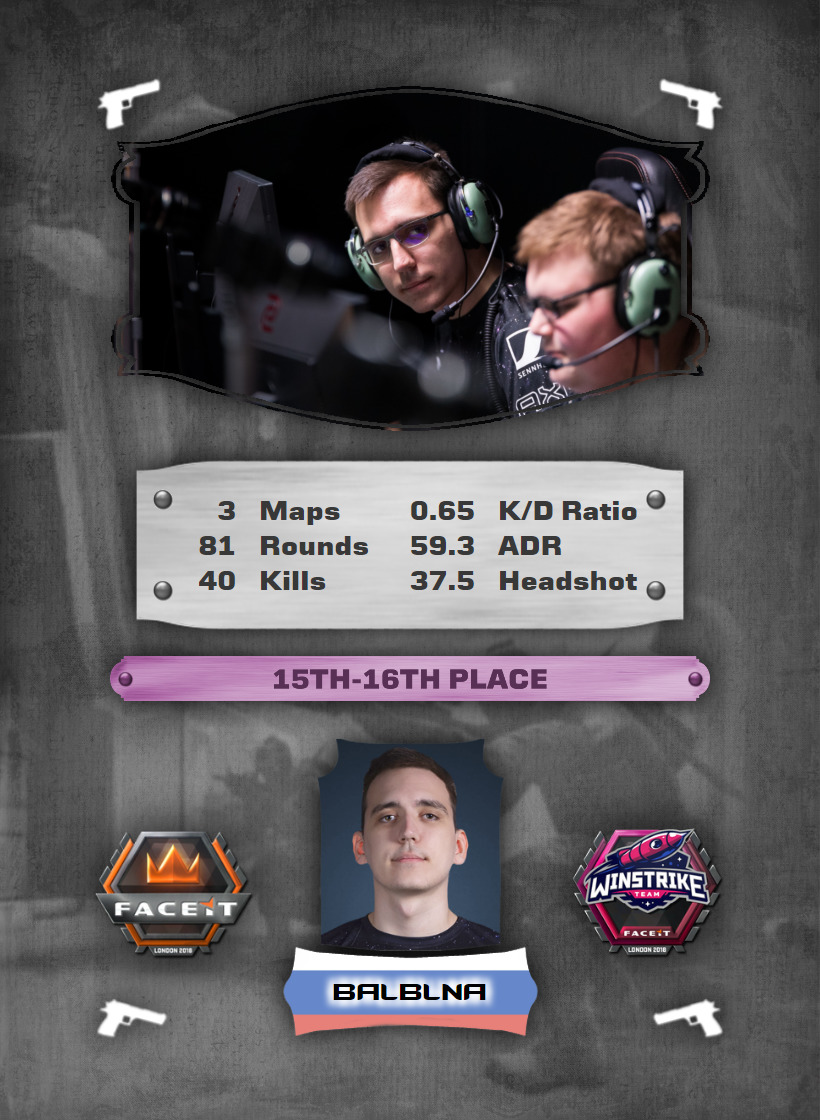 SENNH
3 Maps 0.65 K/D Ratio
81 Rounds 59.3 ADR
40 Kills 37.5 Headshot
15TH-16TH PLACE
FACEIT
LONDON 2018
WINSTRIKE
TEAM
FACEIT
LONDON 2018
BALBLNA